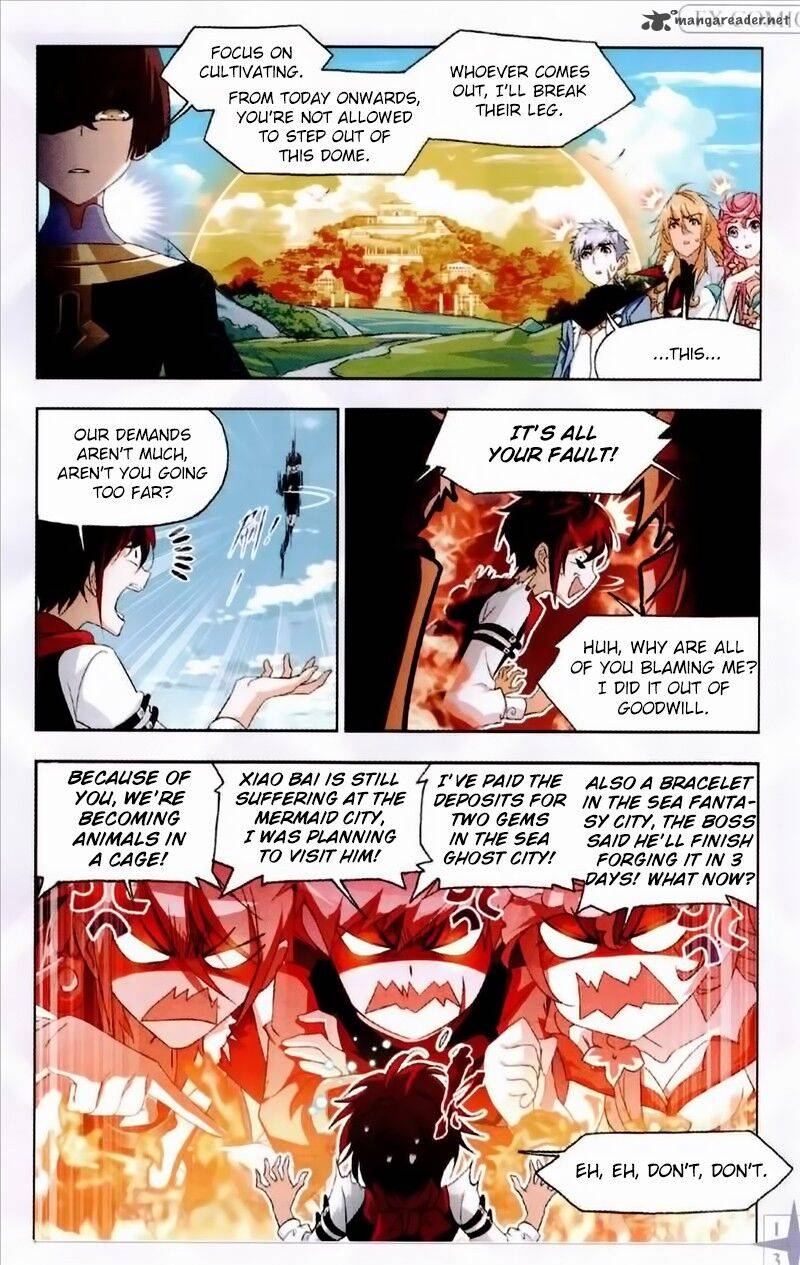 mangareader.net
FOCUS ON
CULTIVATING.
FROM TODAY ONWARDS,
YOU'RE NOT ALLOWED
TO STEP OUT OF
THIS DOME.
WHOEVER COMES
OUT, I'LL BREAK
THEIR LEG.
...THIS...
OUR DEMANDS
AREN'T MUCH,
AREN'T YOU GOING
TOO FAR?
IT'S ALL
YOUR FAULT!
HUH, WHY ARE ALL
OF YOU BLAMING ME?
I DID IT OUT OF
GOODWILL.
BECAUSE OF
YOU, WE'RE
BECOMING
ANIMALS IN
A CAGE!
XIAO BAI IS STILL
SUFFERING AT THE
MERMAID CITY,
I WAS PLANNING
TO VISIT HIM!
I'VE PAID THE
DEPOSITS FOR
TWO GEMS
IN THE SEA
GHOST CITY!
ALSO A BRACELET
IN THE SEA FANTA-
SY CITY, THE BOSS
SAID HE'LL FINISH
FORGING IT IN 3
DAYS! WHAT NOW?
EH, EH, DON'T, DON'T.
1
3